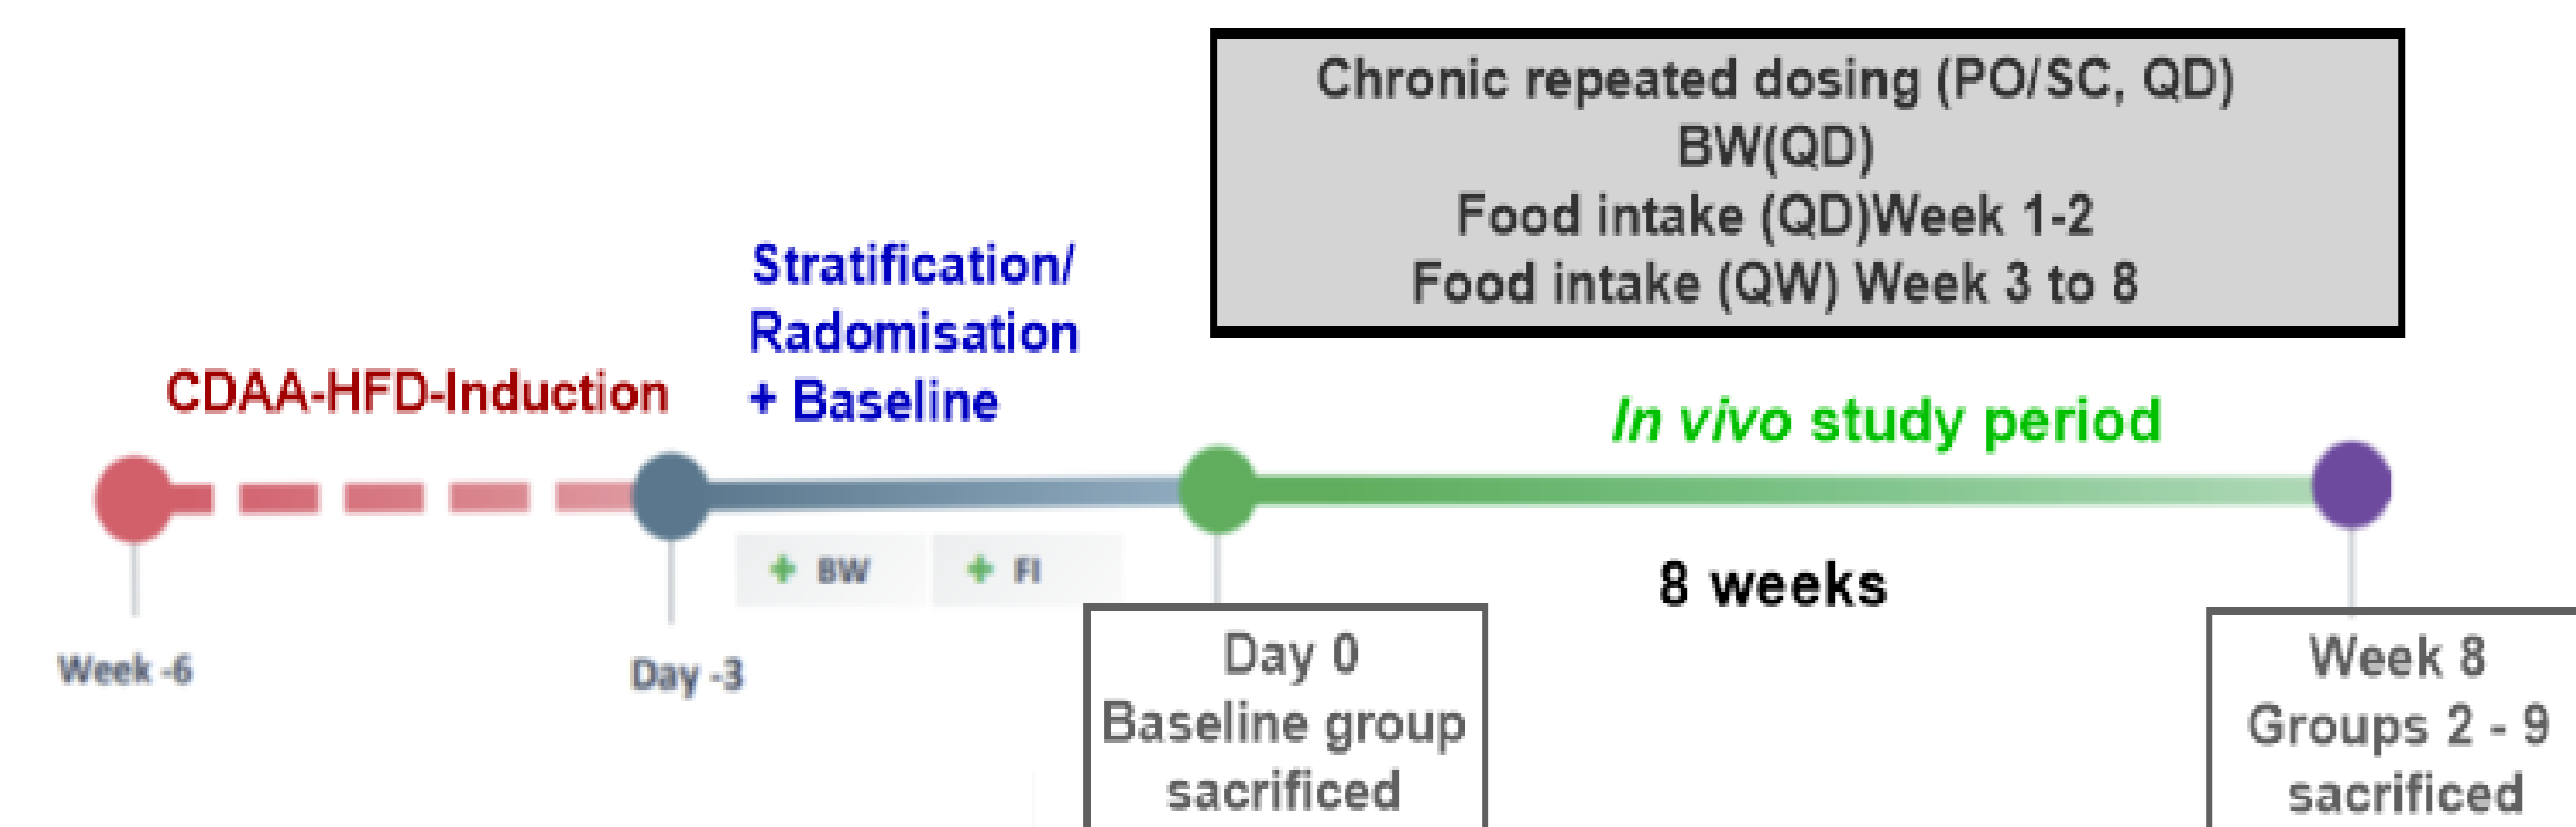 Chronic repeated dosing (PO/SC, QD)
BW(QD)
Food intake (QD)Week 1-2
Food intake (QW) Week 3 to 8
CDAA-HFD-Induction
Stratification/
Radomisation
+ Baseline
In vivo study period
+ BW
+ FI
8 weeks
Week -6
Day -3
Day 0
Baseline group
sacrificed
Week 8
Groups 2 - 9
sacrificed